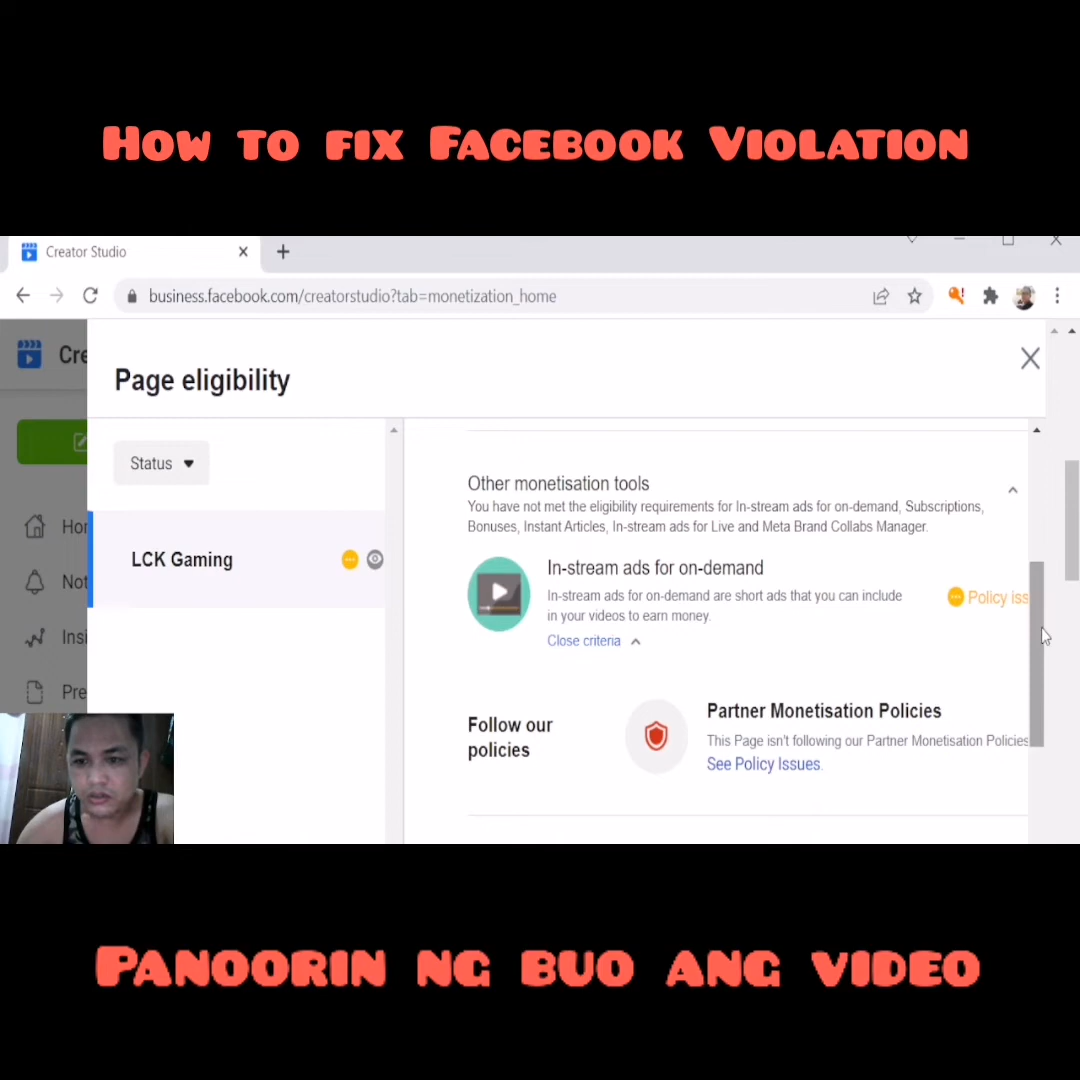 How to fix Facebook Violation
Creator Studio
business.facebook.com/creatorstudio?tab=monetization_home
Cre
Page eligibility
Status
Hor
LCK Gaming
Not
Insi
Pre
Other monetisation tools
You have not met the eligibility requirements for In-stream ads for on-demand, Subscriptions,
Bonuses, Instant Articles, In-stream ads for Live and Meta Brand Collabs Manager.
In-stream ads for on-demand
In-stream ads for on-demand are short ads that you can include
in your videos to earn money.
Policy iss
Close criteria
Follow our
policies
Partner Monetisation Policies
This Page isn't following our Partner Monetisation Policies
See Policy Issues.
Panoorin ng buo ang video